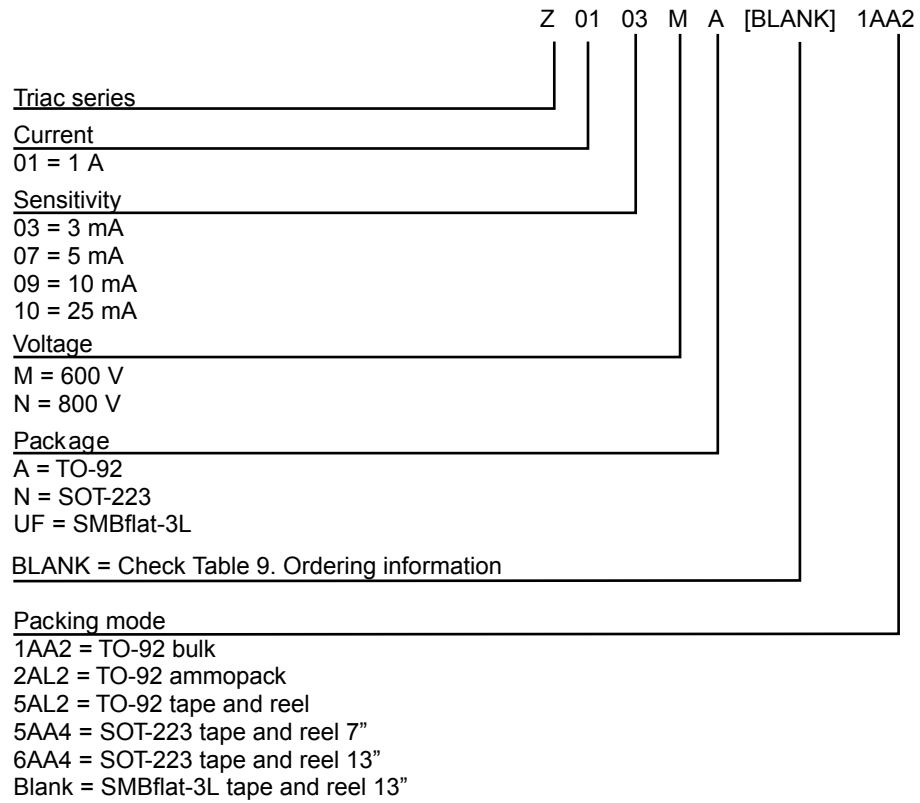 Z 01 03 M A [BLANK] 1AA2
Triac series
Current
01 = 1 A
Sensitivity
03 = 3 mA
07 = 5 mA
09 = 10 mA
10 = 25 mA
Voltage
M = 600 V
N = 800 V
Package
A = TO-92
N = SOT-223
UF = SMBflat-3L
BLANK = Check Table 9. Ordering information
Packing mode
1AA2 = TO-92 bulk
2AL2 = TO-92 ammopack
5AL2 = TO-92 tape and reel
5AA4 = SOT-223 tape and reel 7”
6AA4 = SOT-223 tape and reel 13”
Blank = SMBflat-3L tape and reel 13”